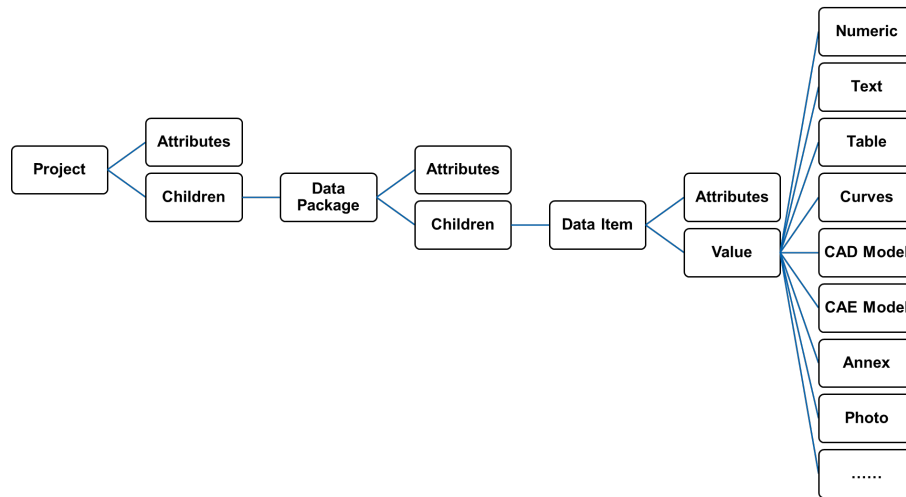 Project
Attributes
Children
Data
Package
Attributes
Children
Data Item
Attributes
Value
Numeric
Text
Table
Curves
CAD Model
CAE Model
Annex
Photo
......